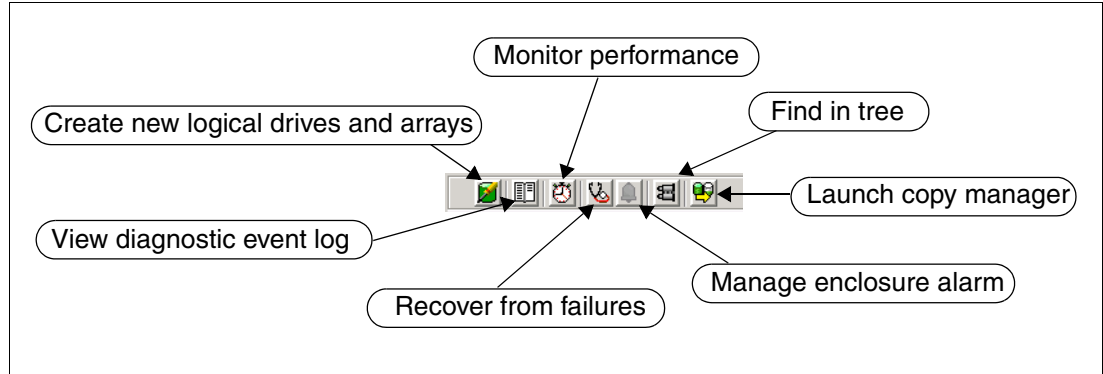 Monitor performance
Find in tree
Create new logical drives and arrays
Launch copy manager
View diagnostic event log
Manage enclosure alarm
Recover from failures